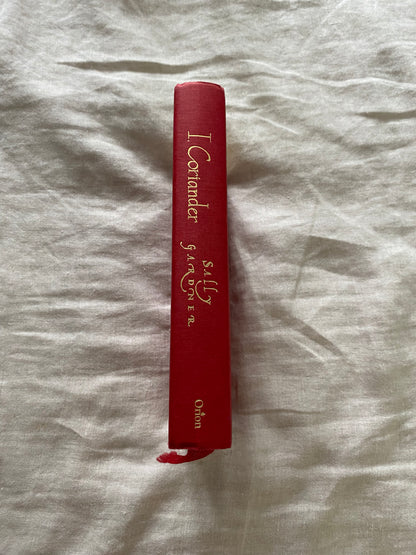 I, Coriander
Sally
GARDNER
Orion